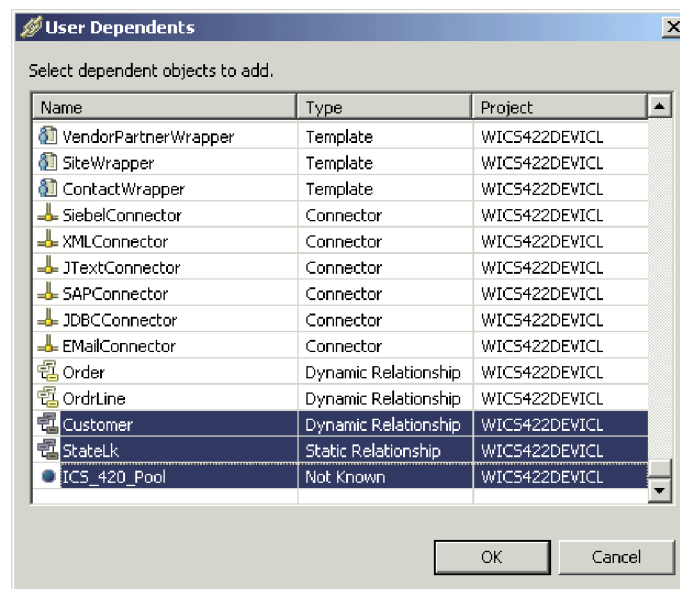 User Dependents
Select dependent objects to add.
Name Type Project
VendorPartnerWrapper Template WICS422DEVICL
SiteWrapper Template WICS422DEVICL
ContactWrapper Template WICS422DEVICL
SiebelConnector Connector WICS422DEVICL
XMLConnector Connector WICS422DEVICL
JTextConnector Connector WICS422DEVICL
SAPConnector Connector WICS422DEVICL
JDBCConnector Connector WICS422DEVICL
EMailConnector Connector WICS422DEVICL
Order Dynamic Relationship WICS422DEVICL
OrdrLine Dynamic Relationship WICS422DEVICL
Customer Dynamic Relationship WICS422DEVICL
StateLk Static Relationship WICS422DEVICL
ICS_420_Pool Not Known WICS422DEVICL
OK Cancel